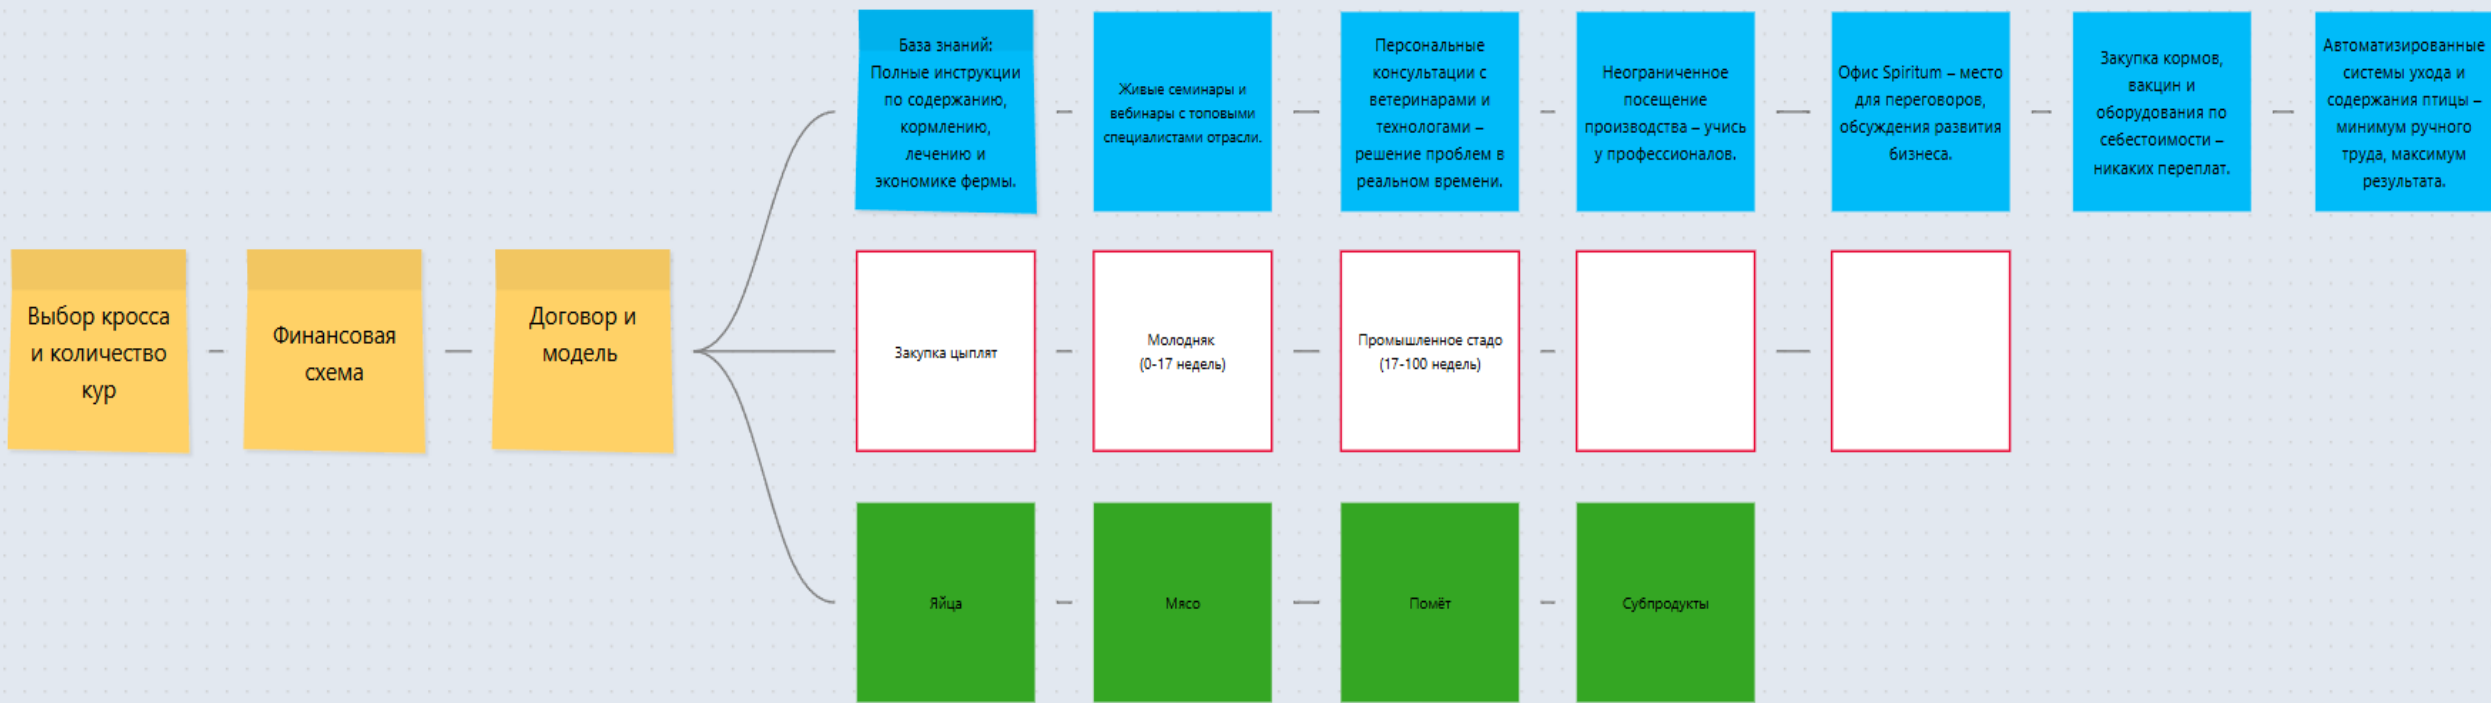 База знаний:
Полные инструкции
по содержанию,
кормлению,
лечению и
экономике фермы.
Живые семинары и
вебинары с топовыми
специалистами отрасли.
Персональные
консультации с
ветеринарами и
технологами –
решение проблем в
реальном времени.
Неограниченное
посещение
производства – учись
у профессионалов.
Офис Spiritum – место
для переговоров,
обсуждения развития
бизнеса.
Закупка кормов,
вакцин и
оборудования по
себестоимости –
никаких переплат.
Автоматизированные
системы ухода и
содержания птицы –
минимум ручного
труда, максимум
результата.
Выбор кросса
и количество
кур
Финансовая
схема
Договор и
модель
Закупка цыплят
Молодняк
(0-17 недель)
Промышленное стадо
(17-100 недель)
Яйца
Мясо
Помёт
Субпродукты